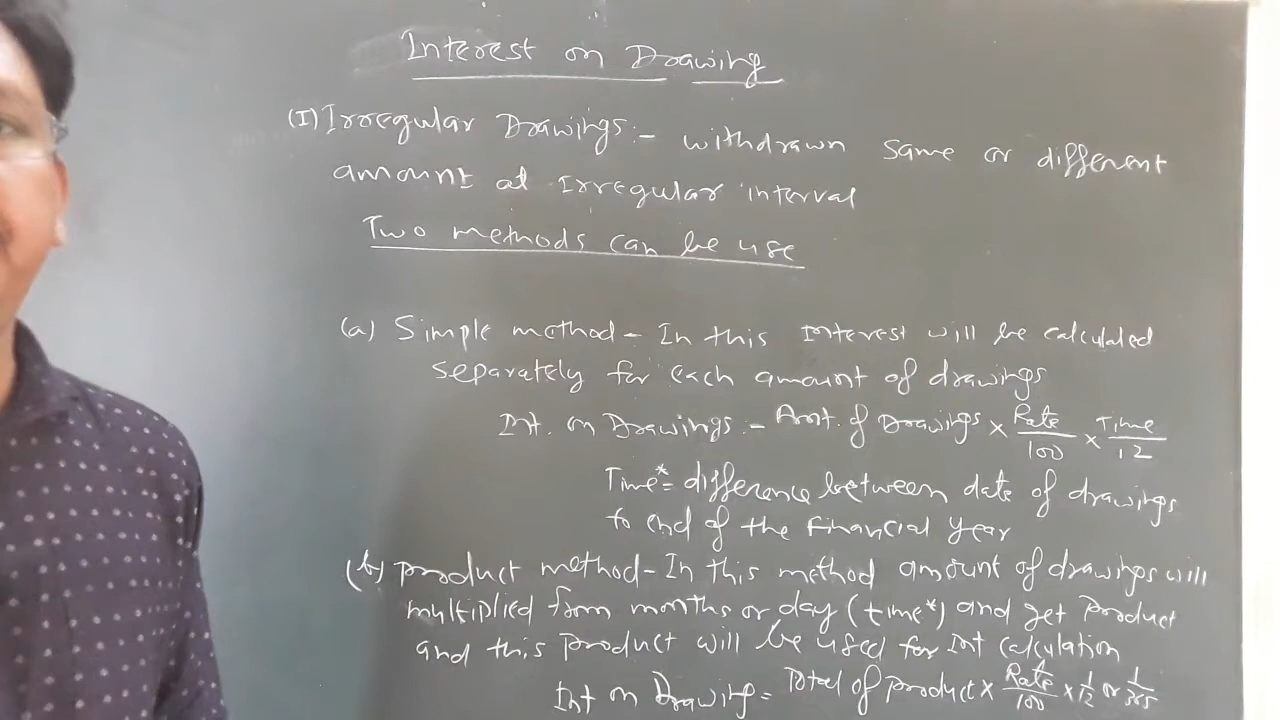 Interest on Drawing
(I) Irregular Drawings:- withdrawn same or different
amount at Irregular interval
Two methods can be use
(a) Simple method - In this interest will be calculated
separately for each amount of drawings
Int. on Drawings:- Amt. of Drawings × Rate/100 × Time/12
Time* = difference between date of drawings
to end of the financial year
(b) product method - In this method amount of drawings will
multiplied from months or day (time*) and get product
and this product will be used for Int calculation
Int on Drawing = Total of product × Rate/100 × 1/12 or 1/365